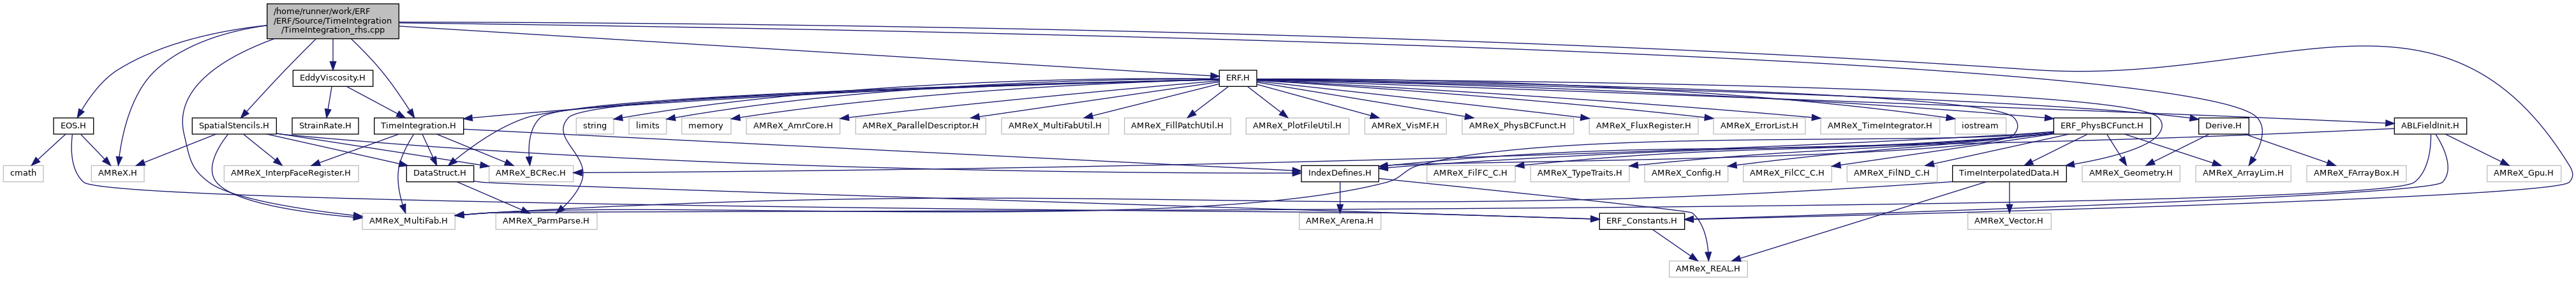 /home/runner/work/ERF
/ERF/Source/TimeIntegration
/TimeIntegration_rhs.cpp
EddyViscosity.H
ERF.H
EOS.H
SpatialStencils.H
StrainRate.H
TimeIntegration.H
string
limits
memory
AMReX_AmrCore.H
AMReX_ParallelDescriptor.H
AMReX_MultiFabUtil.H
AMReX_FillPatchUtil.H
AMReX_PlotFileUtil.H
AMReX_VisMF.H
AMReX_PhysBCFunct.H
AMReX_FluxRegister.H
AMReX_ErrorList.H
AMReX_TimeIntegrator.H
iostream
ERF_PhysBCFunct.H
Derive.H
ABLFieldInit.H
cmath
AMReX.H
AMReX_InterpFaceRegister.H
DataStruct.H
AMReX_BCRec.H
IndexDefines.H
AMReX_FilFC_C.H
AMReX_TypeTraits.H
AMReX_Config.H
AMReX_FilCC_C.H
AMReX_FilND_C.H
TimeInterpolatedData.H
AMReX_Geometry.H
AMReX_ArrayLim.H
AMReX_FArrayBox.H
AMReX_Gpu.H
AMReX_MultiFab.H
AMReX_ParmParse.H
AMReX_Arena.H
ERF_Constants.H
AMReX_Vector.H
AMReX_REAL.H